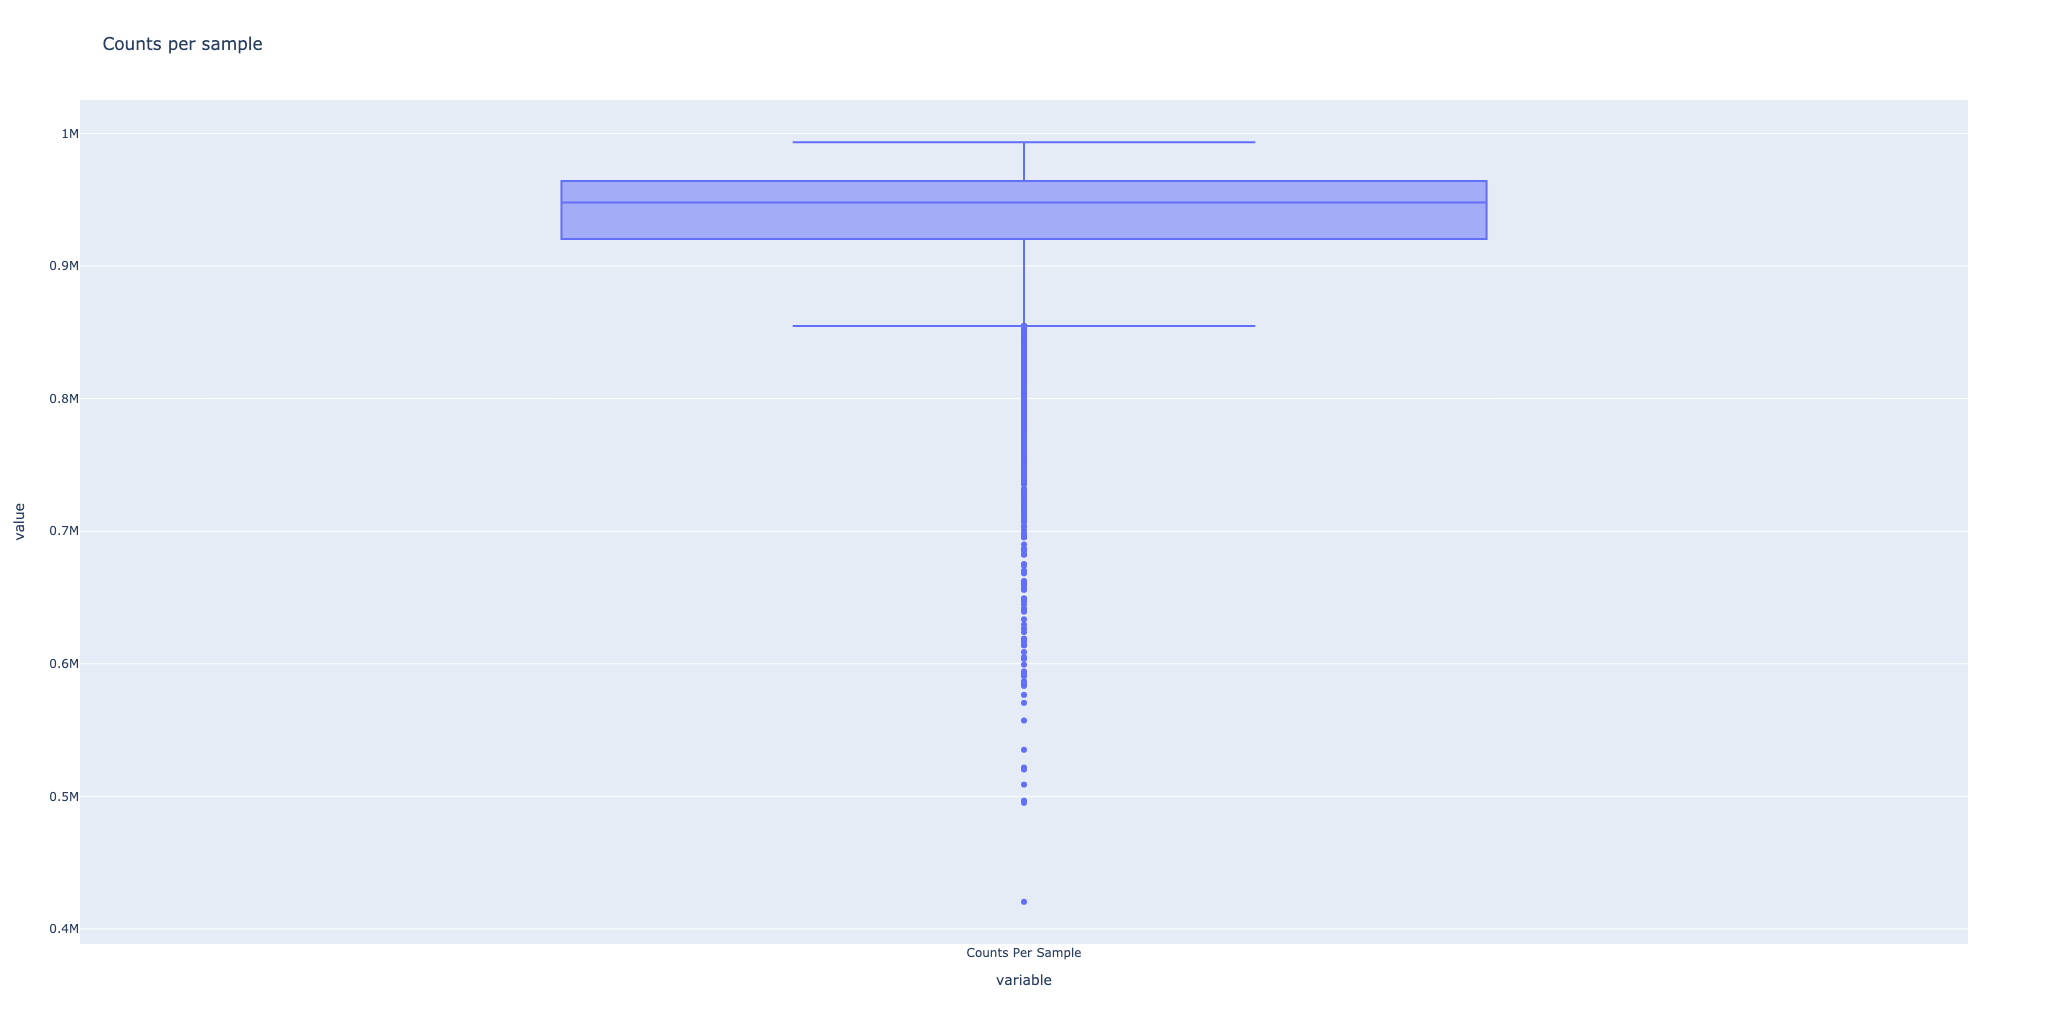 Counts per sample
1M
0.9M
0.8M
0.7M
0.6M
0.5M
0.4M
value
Counts Per Sample
variable